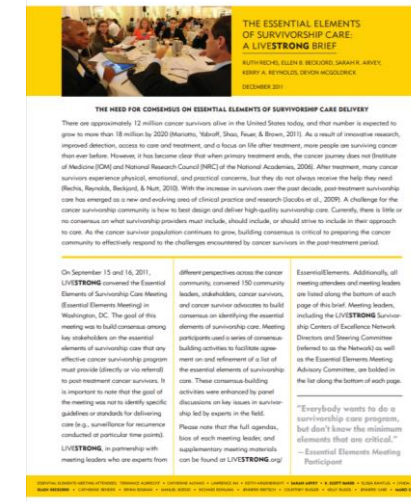 THE ESSENTIAL ELEMENTS
OF SURVIVORSHIP CARE:
A LIVESTRONG BRIEF
RUTH RECHIS, ELLEN B. BECKJORD, SARAH R. ARVEY,
KERRY A. REYNOLDS, DEVON MCGOLDRICK
DECEMBER 2011
THE NEED FOR CONSENSUS ON ESSENTIAL ELEMENTS OF SURVIVORSHIP CARE DELIVERY
There are approximately 12 million cancer survivors alive in the United States today, and that number is expected to
grow to more than 18 million by 2020 (Mariotto, Yabroff, Shao, Feuer, & Brown, 2011). As a result of innovative research,
improved detection, access to care and treatment, and a focus on life after treatment, more people are surviving cancer
than ever before. However, it has become clear that when primary treatment ends, the cancer journey does not (Institute
of Medicine [IOM] and National Research Council [NRC] of the National Academies, 2006). After treatment, many cancer
survivors experience physical, emotional, and practical concerns, but they do not always receive the help they need
(Rechis, Reynolds, Beckjord, & Nutt, 2010). With the increase in survivors over the past decade, post-treatment survivorship
care has emerged as a new and evolving area of clinical practice and research (Jacobs et al., 2009). A challenge for the
cancer survivorship community is how to best design and deliver high-quality survivorship care. Currently, there is little or
no consensus on what survivorship providers must include, should include, or should strive to include in their approach
to care. As the cancer survivor population continues to grow, building consensus is critical to preparing the cancer
community to effectively respond to the challenges encountered by cancer survivors in the post-treatment period.
On September 15 and 16, 2011,
LIVESTRONG convened the Essential
Elements of Survivorship Care Meeting
(Essential Elements Meeting) in
Washington, DC. The goal of this
meeting was to build consensus among
key stakeholders on the essential
elements of survivorship care that any
effective cancer survivorship program
must provide (directly or via referral)
to post-treatment cancer survivors. It
is important to note that the goal of
the meeting was not to identify specific
guidelines or standards for delivering
care (e.g., surveillance for recurrence
conducted at particular time points).
LIVESTRONG, in partnership with
meeting leaders who are experts from
different perspectives across the cancer
community, convened 150 community
leaders, stakeholders, cancer survivors,
and cancer survivor advocates to build
consensus on identifying the essential
elements of survivorship care. Meeting
participants used a series of consensus-
building activities to facilitate agree-
ment on and refinement of a list of
the essential elements of survivorship
care. These consensus-building
activities were enhanced by panel
discussions on key issues in survivor-
ship led by experts in the field.
Please note that the full agendas,
bios of each meeting leader, and
supplementary meeting materials
can be found at LIVESTRONG.org/
EssentialElements. Additionally, all
meeting attendees and meeting leaders
are listed along the bottom of each
page of this brief. Meeting leaders,
including the LIVESTRONG Survivor-
ship Centers of Excellence Network
Directors and Steering Committee
(referred to as the Network) as well
as the Essential Elements Meeting
Advisory Committee, are bolded in
the list along the bottom of each page.
"Everybody wants to do a
survivorship care program,
but don't know the minimum
elements that are critical."
— Essential Elements Meeting
Participant
ESSENTIAL ELEMENTS MEETING ATTENDEES: